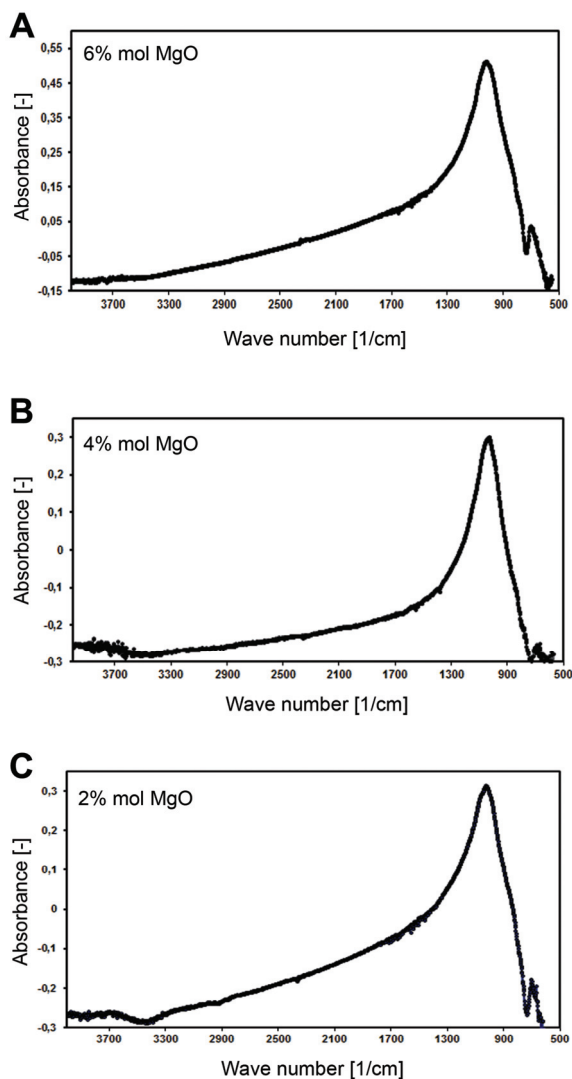 A
6% mol MgO
Absorbance [-]
0,55
0,45
0,35
0,25
0,15
0,05
-0,05
-0,15
3700 3300 2900 2500 2100 1700 1300 900 500
Wave number [1/cm]
B
4% mol MgO
Absorbance [-]
0,3
0,2
0,1
0
-0,1
-0,2
-0,3
3700 3300 2900 2500 2100 1700 1300 900 500
Wave number [1/cm]
C
2% mol MgO
Absorbance [-]
0,3
0,2
0,1
0
-0,1
-0,2
-0,3
3700 3300 2900 2500 2100 1700 1300 900 500
Wave number [1/cm]